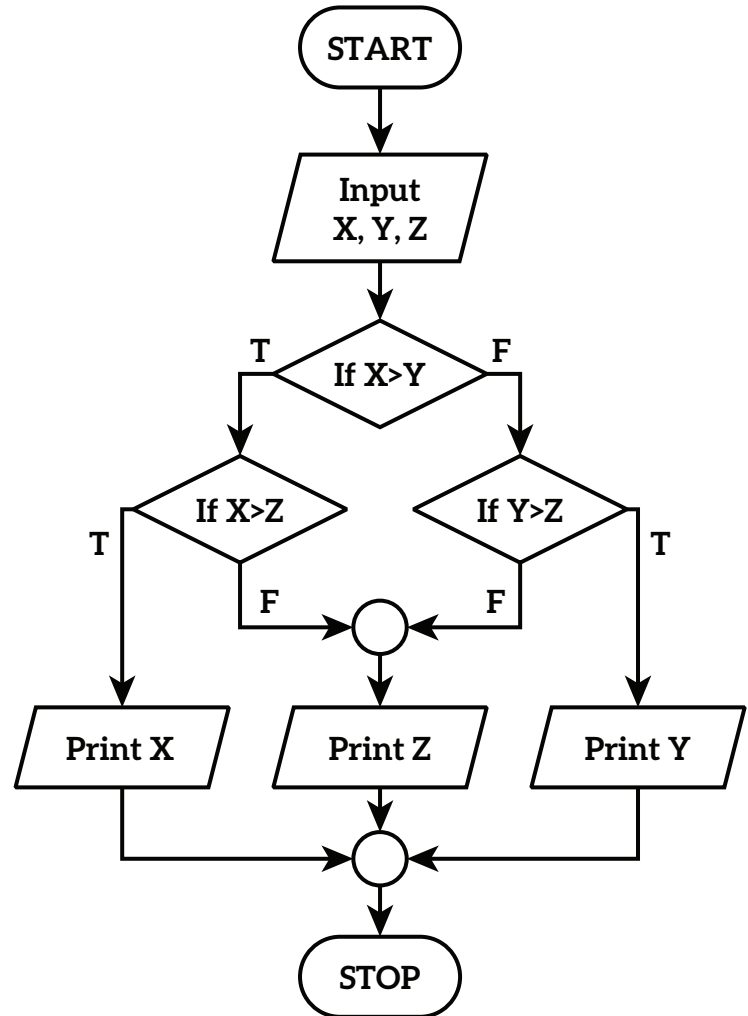 START
Input
X, Y, Z
If X>Y
T
F
If X>Z
If Y>Z
T
T
F
F
Print X
Print Z
Print Y
STOP